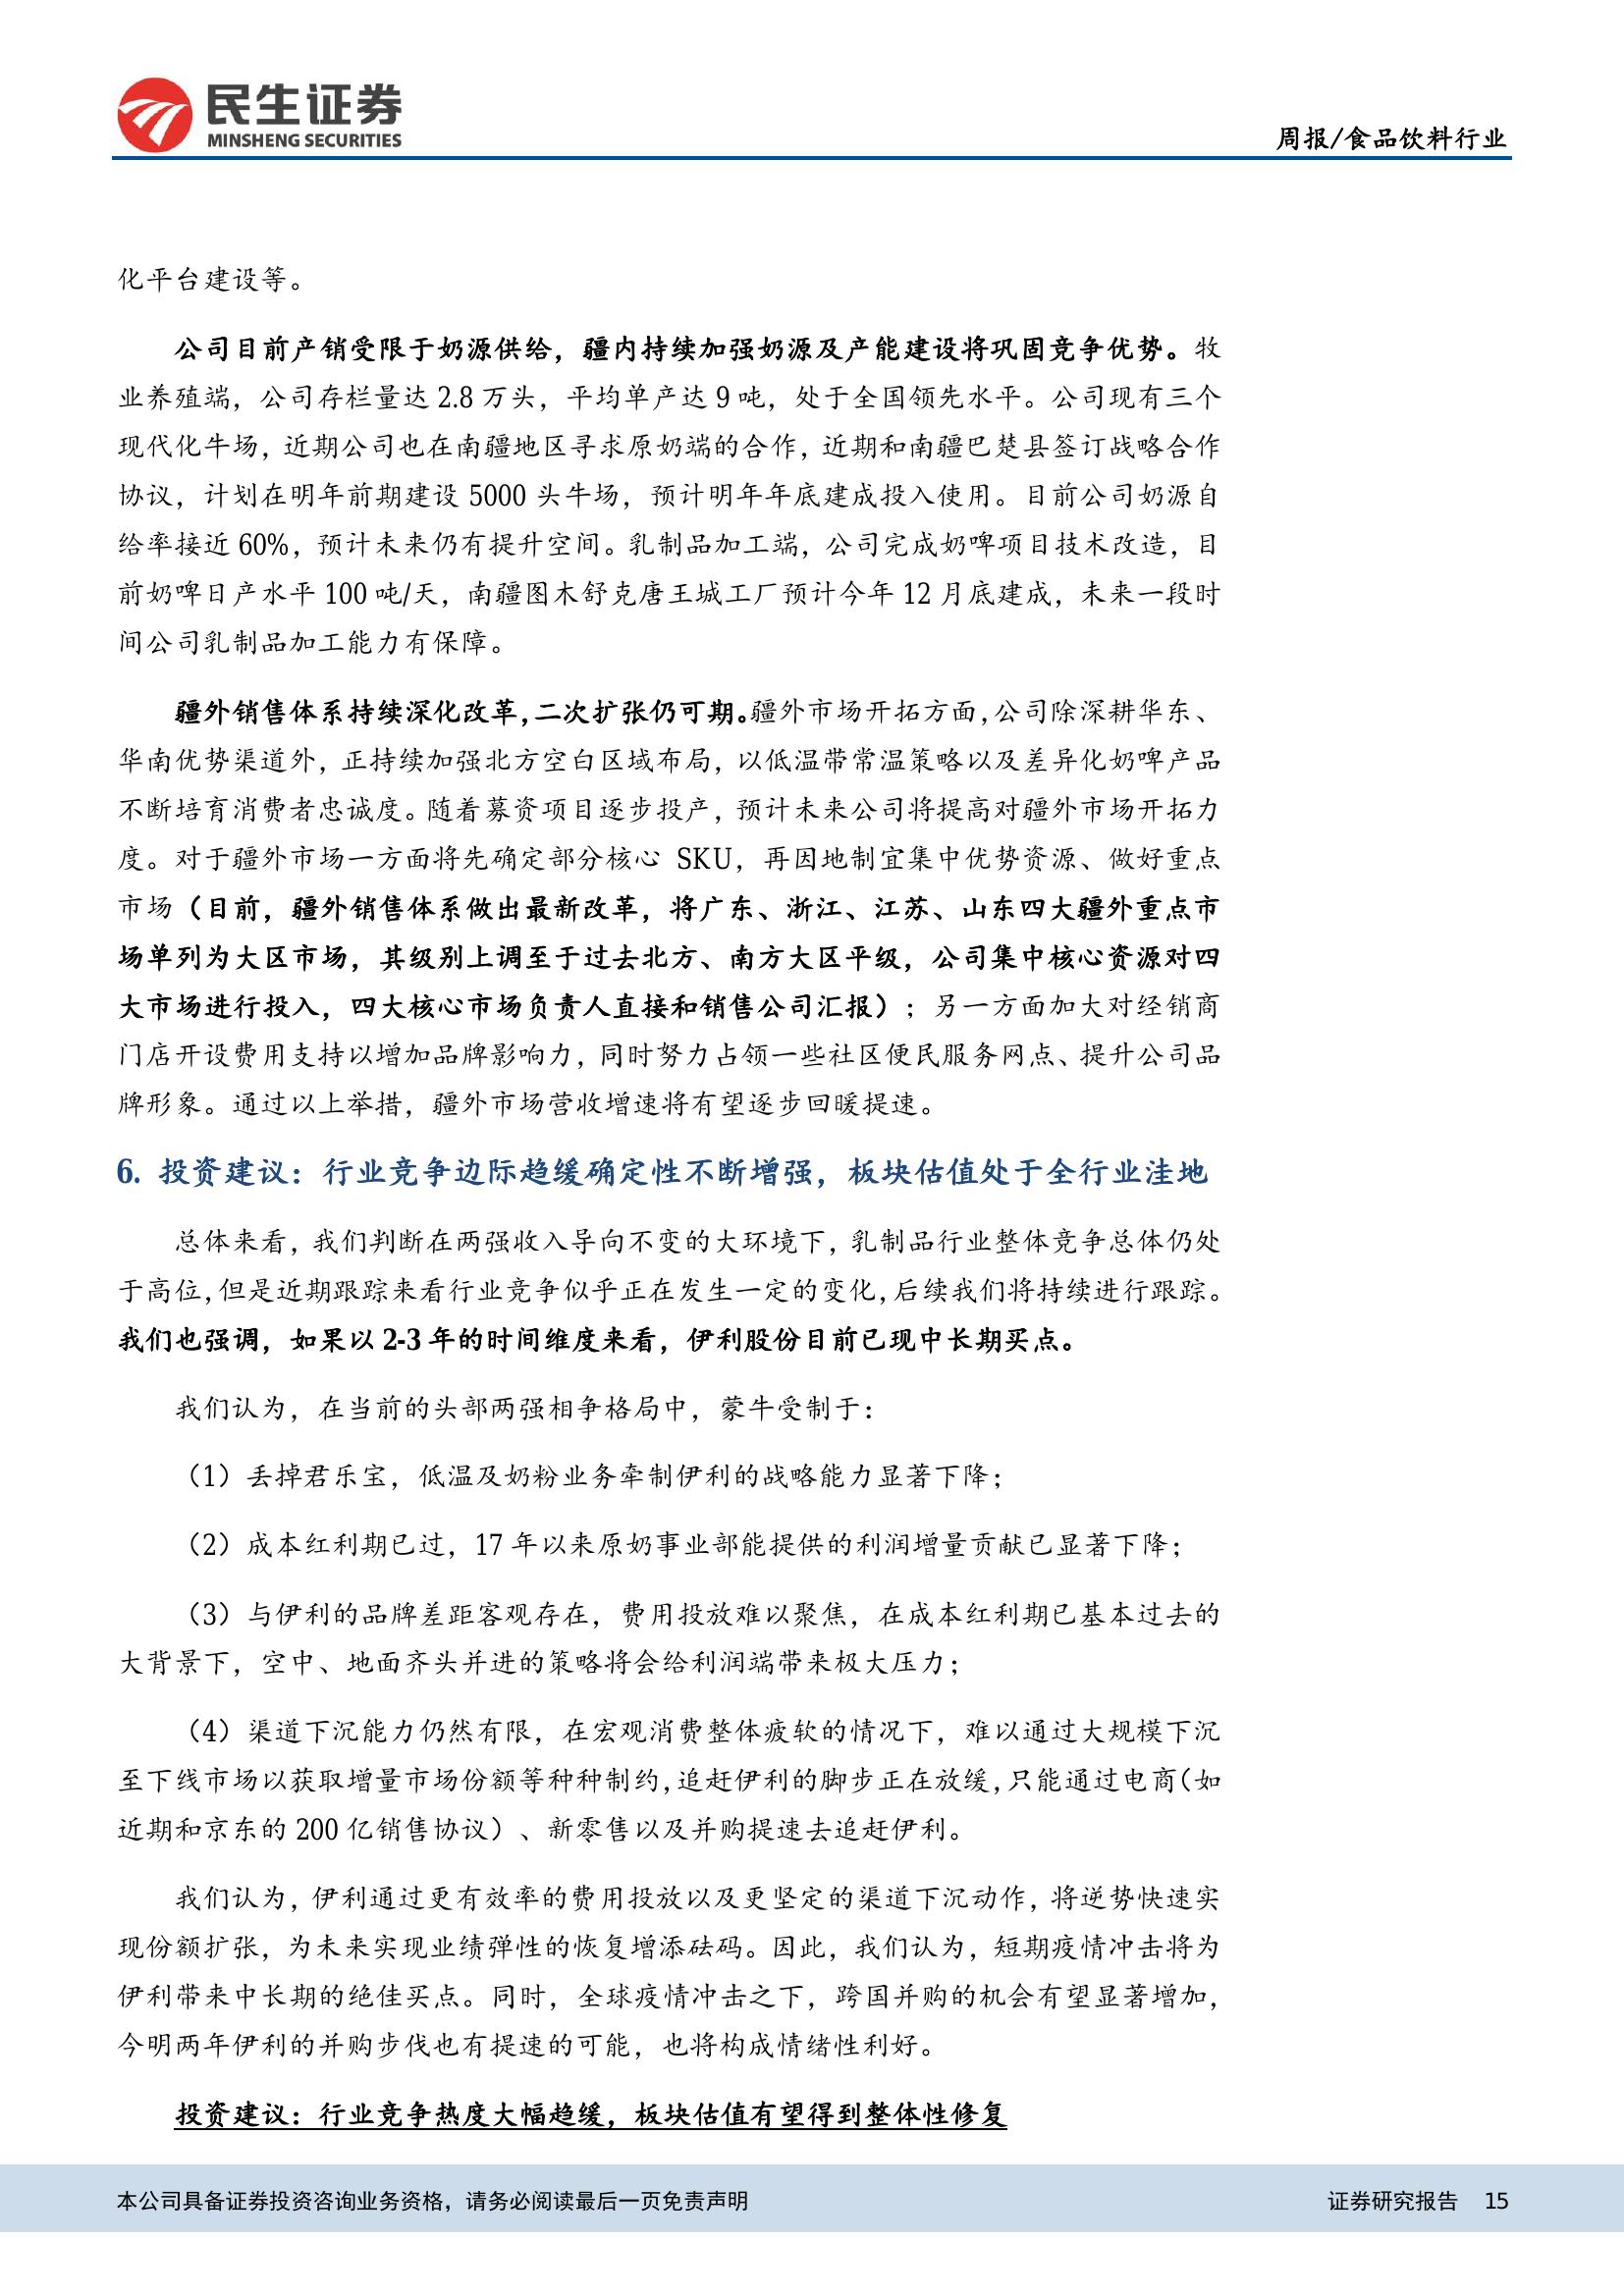 民生证券
MINSHENG SECURITIES
周报/食品饮料行业
化平台建设等。
公司目前产销受限于奶源供给，疆内持续加强奶源及产能建设将巩固竞争优势。牧
业养殖端，公司存栏量达 2.8 万头，平均单产达 9 吨，处于全国领先水平。公司现有三个
现代化牛场，近期公司也在南疆地区寻求原奶端的合作，近期和南疆巴楚县签订战略合作
协议，计划在明年前期建设 5000 头牛场，预计明年年底建成投入使用。目前公司奶源自
给率接近 60%，预计未来仍有提升空间。乳制品加工端，公司完成奶啤项目技术改造，目
前奶啤日产水平 100 吨/天，南疆图木舒克唐王城工厂预计今年 12 月底建成，未来一段时
间公司乳制品加工能力有保障。
疆外销售体系持续深化改革，二次扩张仍可期。疆外市场开拓方面，公司除深耕华东、
华南优势渠道外，正持续加强北方空白区域布局，以低温带常温策略以及差异化奶啤产品
不断培育消费者忠诚度。随着募资项目逐步投产，预计未来公司将提高对疆外市场开拓力
度。对于疆外市场一方面将先确定部分核心 SKU，再因地制宜集中优势资源、做好重点
市场（目前，疆外销售体系做出最新改革，将广东、浙江、江苏、山东四大疆外重点市
场单列为大区市场，其级别上调至于过去北方、南方大区平级，公司集中核心资源对四
大市场进行投入，四大核心市场负责人直接和销售公司汇报）；另一方面加大对经销商
门店开设费用支持以增加品牌影响力，同时努力占领一些社区便民服务网点、提升公司品
牌形象。通过以上举措，疆外市场营收增速将有望逐步回暖提速。
6. 投资建议：行业竞争边际趋缓确定性不断增强，板块估值处于全行业洼地
总体来看，我们判断在两强收入导向不变的大环境下，乳制品行业整体竞争总体仍处
于高位，但是近期跟踪来看行业竞争似乎正在发生一定的变化，后续我们将持续进行跟踪。
我们也强调，如果以 2-3 年的时间维度来看，伊利股份目前已现中长期买点。
我们认为，在当前的头部两强相争格局中，蒙牛受制于：
（1）丢掉君乐宝，低温及奶粉业务牵制伊利的战略能力显著下降；
（2）成本红利期已过，17 年以来原奶事业部能提供的利润增量贡献已显著下降；
（3）与伊利的品牌差距客观存在，费用投放难以聚焦，在成本红利期已基本过去的
大背景下，空中、地面齐头并进的策略将会给利润端带来极大压力；
（4）渠道下沉能力仍然有限，在宏观消费整体疲软的情况下，难以通过大规模下沉
至下线市场以获取增量市场份额等种种制约，追赶伊利的脚步正在放缓，只能通过电商（如
近期和京东的 200 亿销售协议）、新零售以及并购提速去追赶伊利。
我们认为，伊利通过更有效率的费用投放以及更坚定的渠道下沉动作，将逆势快速实
现份额扩张，为未来实现业绩弹性的恢复增添砝码。因此，我们认为，短期疫情冲击将为
伊利带来中长期的绝佳买点。同时，全球疫情冲击之下，跨国并购的机会有望显著增加，
今明两年伊利的并购步伐也有提速的可能，也将构成情绪性利好。
投资建议：行业竞争热度大幅趋缓，板块估值有望得到整体性修复
本公司具备证券投资咨询业务资格，请务必阅读最后一页免责声明
证券研究报告 15